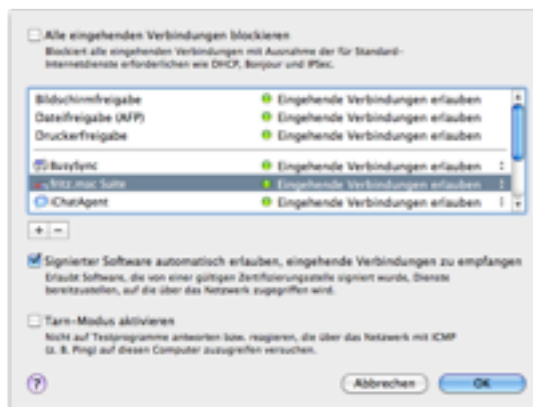 Alle eingehenden Verbindungen blockieren
Blockiert alle eingehenden Verbindungen mit Ausnahme der für Standard-
Internetdienste erforderlichen wie DHCP, Bonjour und IPSec.
Bildschirmfreigabe Eingehende Verbindungen erlauben
Dateifreigabe (AFP) Eingehende Verbindungen erlauben
Druckerfreigabe Eingehende Verbindungen erlauben
BusySync Eingehende Verbindungen erlauben
fritz.mac Suite Eingehende Verbindungen erlauben
iChatAgent Eingehende Verbindungen erlauben
+ −
Signierter Software automatisch erlauben, eingehende Verbindungen zu empfangen
Erlaubt Software, die von einer gültigen Zertifizierungsstelle signiert wurde, Dienste
bereitzustellen, auf die über das Netzwerk zugegriffen wird.
Tarn-Modus aktivieren
Nicht auf Testprogramme antworten bzw. reagieren, die über das Netzwerk mit ICMP
(z. B. Ping) auf diesen Computer zuzugreifen versuchen.
? Abbrechen OK